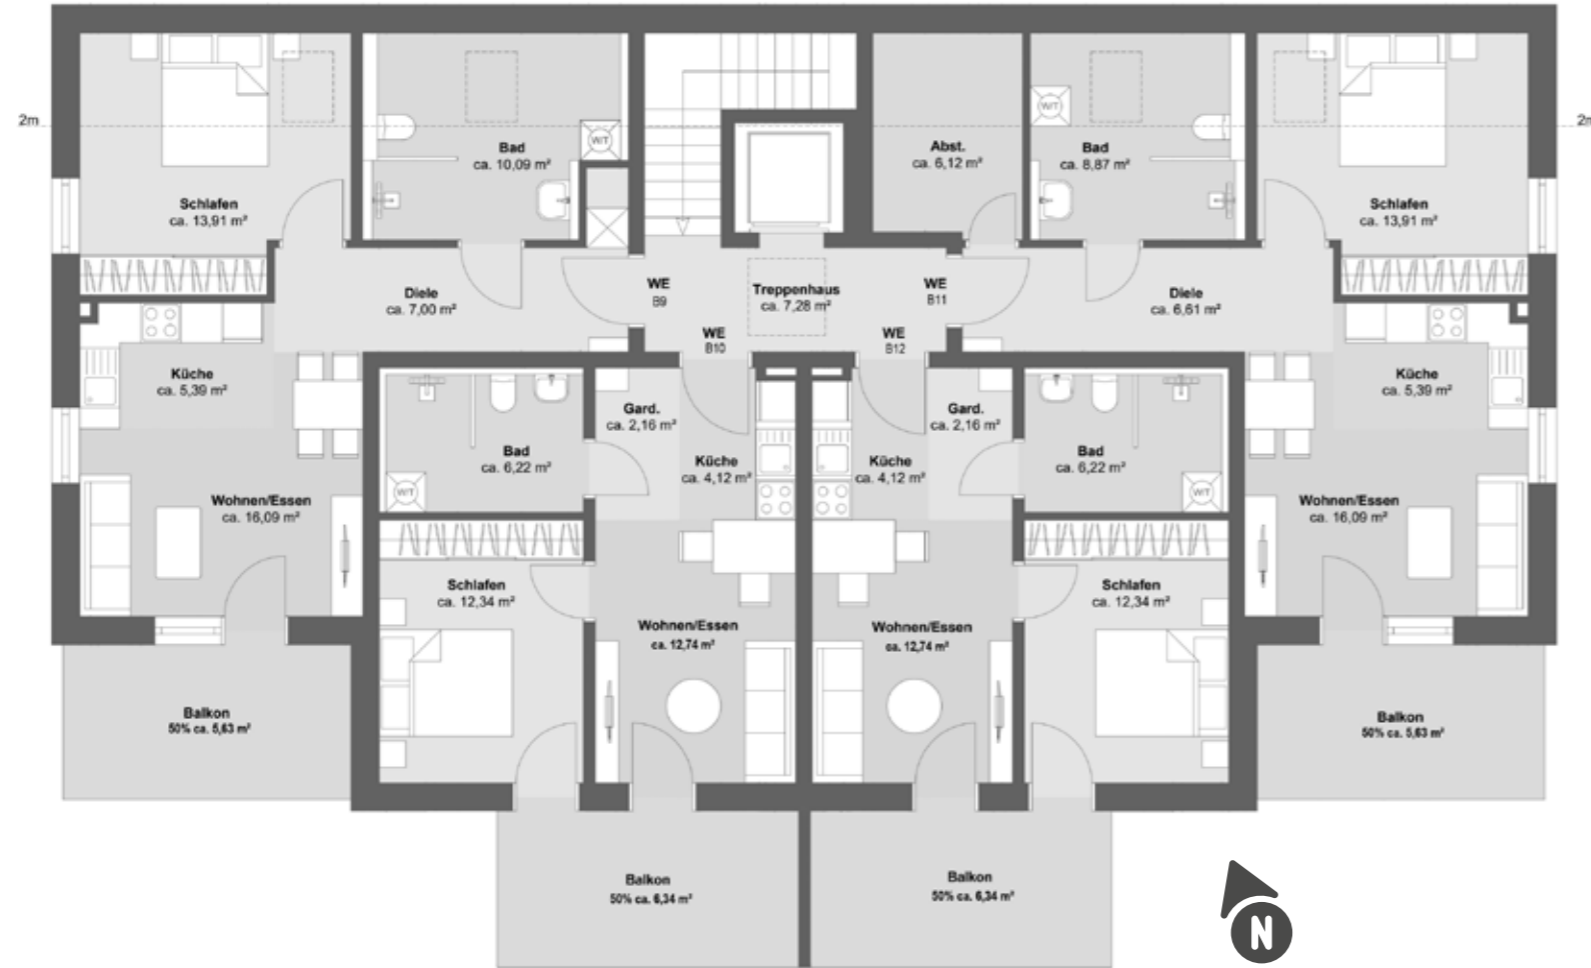 2m
2m
WT
WT
Bad
ca. 10,09 m²
Abst.
ca. 6,12 m²
Bad
ca. 8,87 m²
Schlafen
ca. 13,91 m²
Schlafen
ca. 13,91 m²
Diele
ca. 7,00 m²
WE
B9
Treppenhaus
ca. 7,28 m²
WE
B11
Diele
ca. 6,61 m²
WE
B10
WE
B12
Küche
ca. 5,39 m²
Küche
ca. 5,39 m²
Gard.
ca. 2,16 m²
Gard.
ca. 2,16 m²
Bad
ca. 6,22 m²
Küche
ca. 4,12 m²
Küche
ca. 4,12 m²
Bad
ca. 6,22 m²
WT
WT
Wohnen/Essen
ca. 16,09 m²
Wohnen/Essen
ca. 16,09 m²
Schlafen
ca. 12,34 m²
Schlafen
ca. 12,34 m²
Wohnen/Essen
ca. 12,74 m²
Wohnen/Essen
ca. 12,74 m²
Balkon
50% ca. 5,63 m²
Balkon
50% ca. 5,63 m²
Balkon
50% ca. 6,34 m²
Balkon
50% ca. 6,34 m²
N